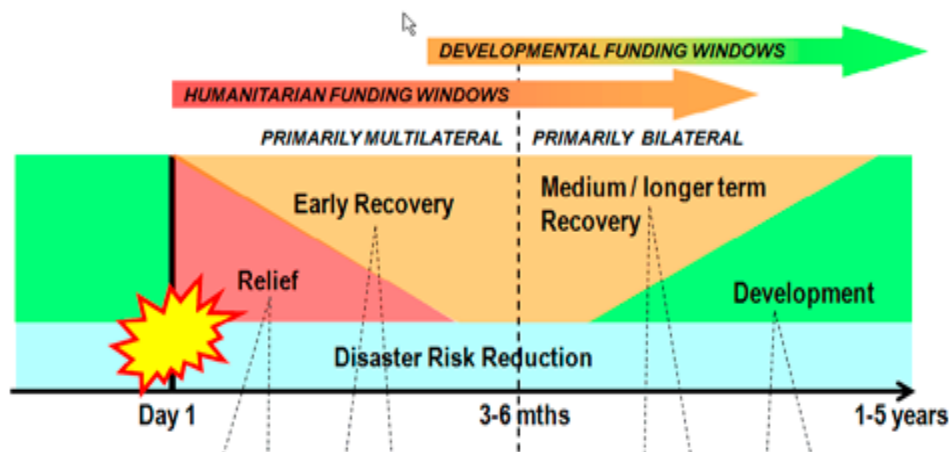 DEVELOPMENTAL FUNDING WINDOWS
HUMANITARIAN FUNDING WINDOWS
PRIMARILY MULTILATERAL
PRIMARILY BILATERAL
Early Recovery
Medium / longer term
Recovery
Relief
Development
Disaster Risk Reduction
Day 1
3-6 mths
1-5 years